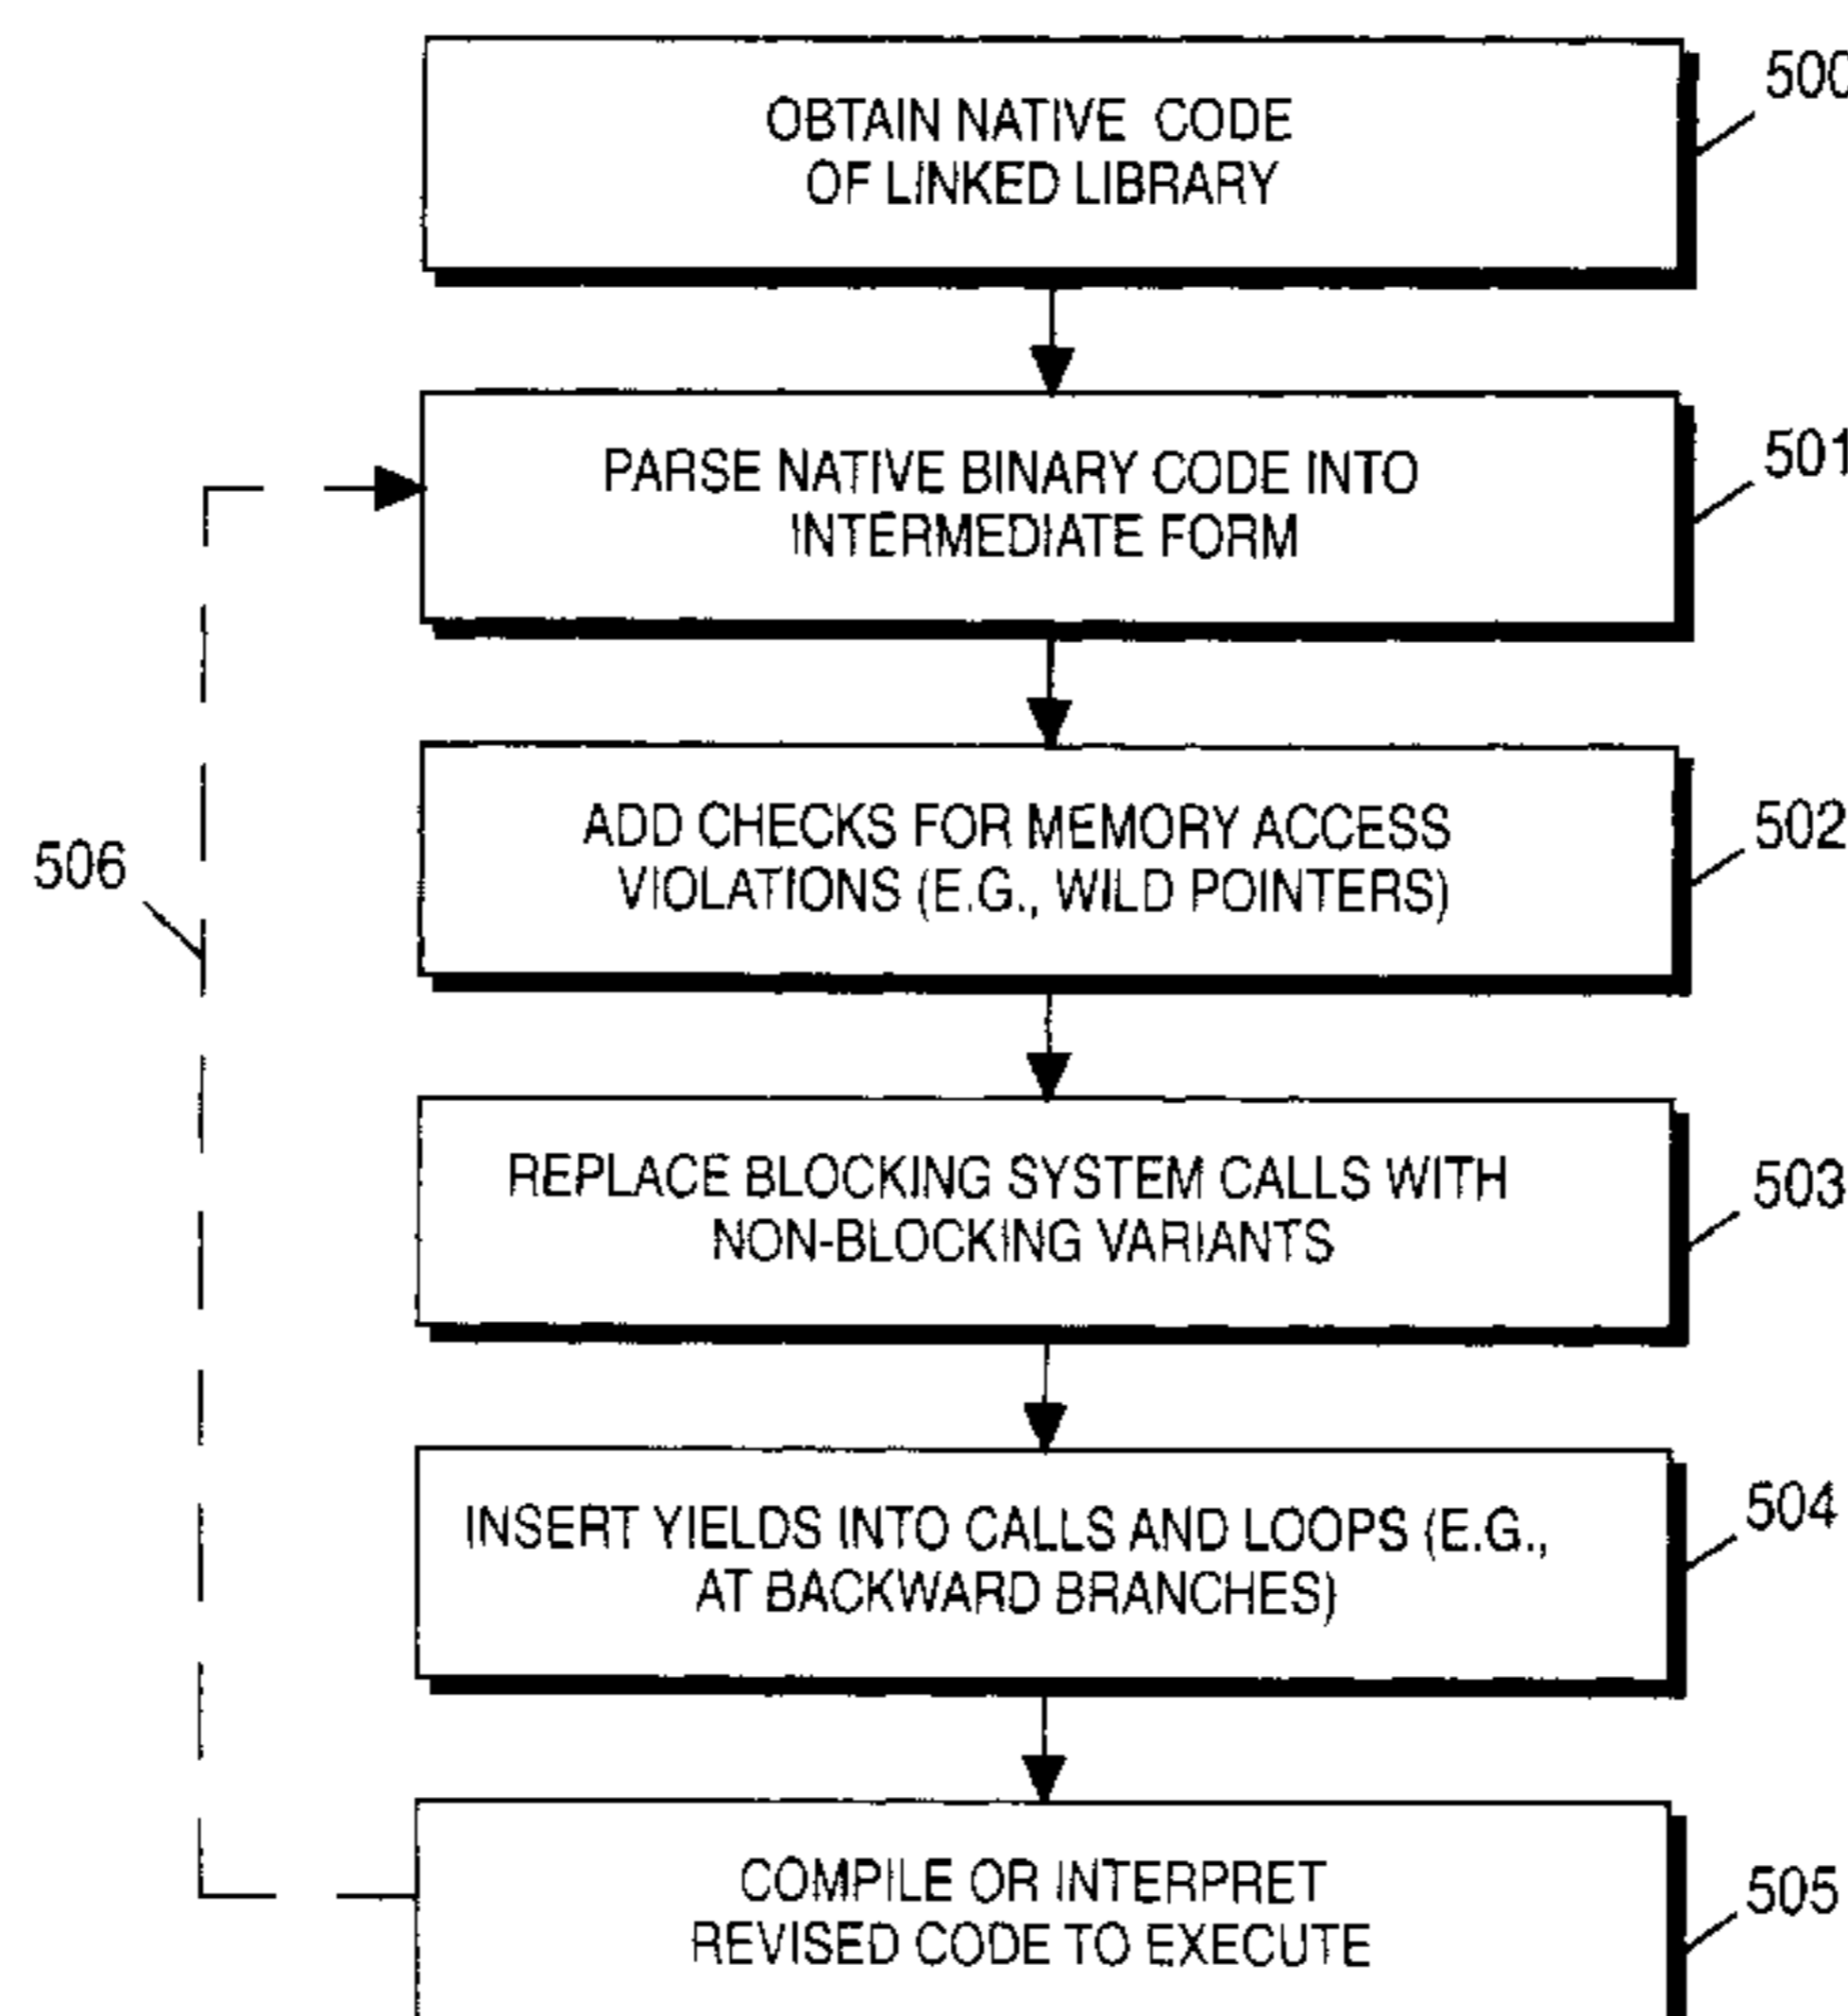 OBTAIN NATIVE CODE
OF LINKED LIBRARY
500
PARSE NATIVE BINARY CODE INTO
INTERMEDIATE FORM
501
ADD CHECKS FOR MEMORY ACCESS
VIOLATIONS (E.G., WILD POINTERS)
502
506
REPLACE BLOCKING SYSTEM CALLS WITH
NON-BLOCKING VARIANTS
503
INSERT YIELDS INTO CALLS AND LOOPS (E.G.,
AT BACKWARD BRANCHES)
504
COMPILE OR INTERPRET
REVISED CODE TO EXECUTE
505